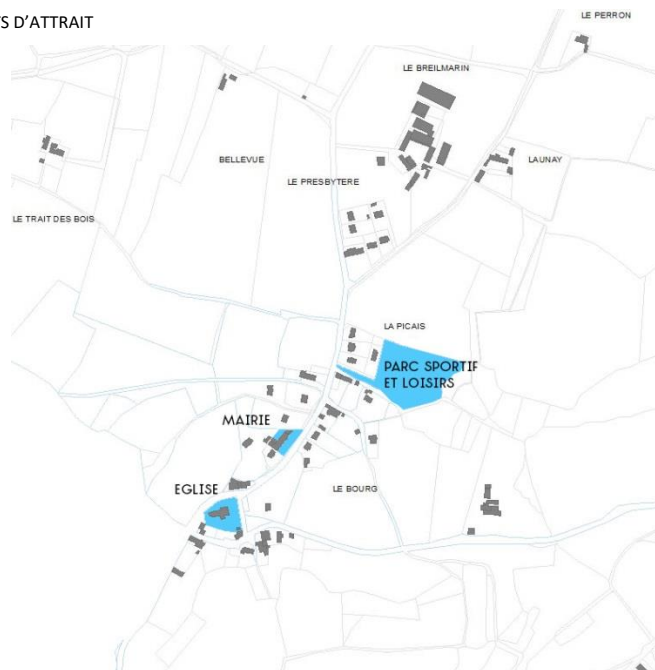 D'ATTRAIT
LE PERRON
LE BREILMARIN
BELLEVUE
LAUNAY
LE PRESBYTERE
LE TRAIT DES BOIS
LA PICAIS
PARC SPORTIF
ET LOISIRS
MAIRIE
EGLISE
LE BOURG